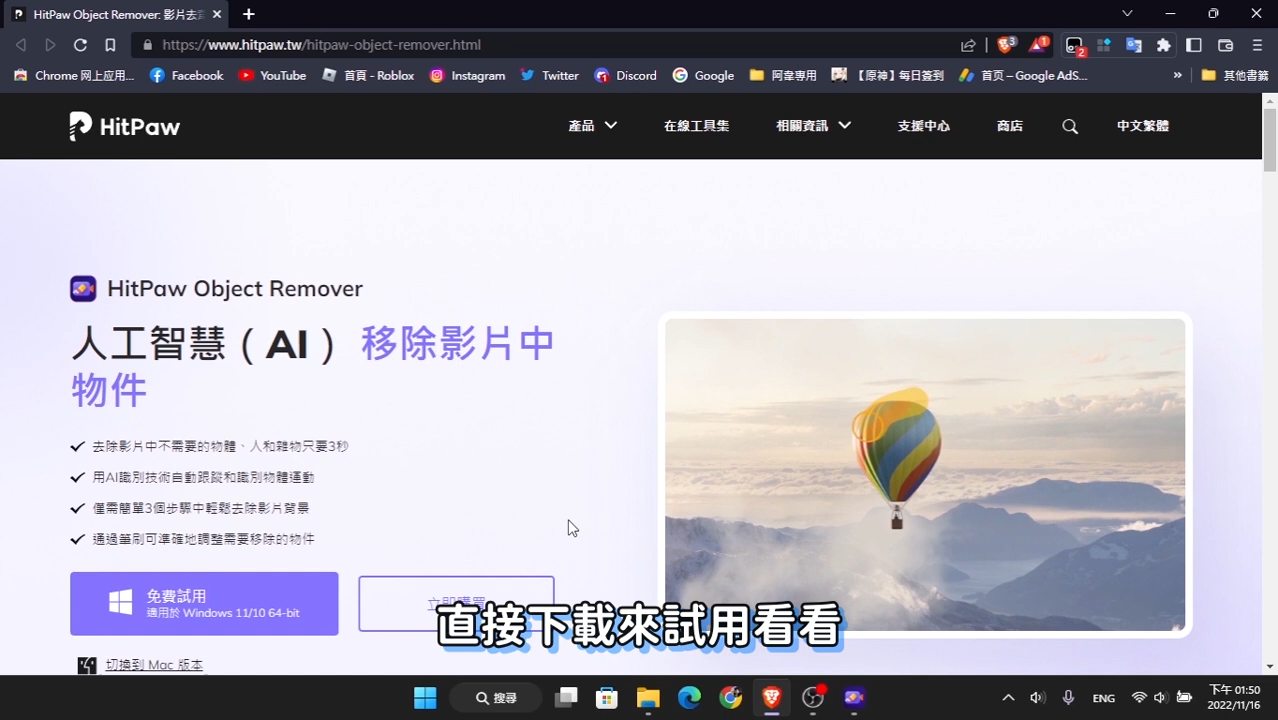 HitPaw Object Remover: 影片去
https://www.hitpaw.tw/hitpaw-object-remover.html
3
1
2
Chrome 网上应用...
Facebook
YouTube
首頁 - Roblox
Instagram
Twitter
Discord
Google
阿韋專用
【原神】每日簽到
首页 – Google AdS...
»
其他書籤
HitPaw
產品
在線工具集
相關資訊
支援中心
商店
中文繁體
HitPaw Object Remover
人工智慧（AI） 移除影片中
物件
去除影片中不需要的物體、人和雜物只要3秒
用AI識別技術自動跟蹤和識別物體運動
僅需簡單3個步驟中輕鬆去除影片背景
通過筆刷可準確地調整需要移除的物件
免費試用
適用於 Windows 11/10 64-bit
立即購買
直接下載來試用看看
切換到 Mac 版本
搜尋
ENG
下午 01:50
2022/11/16